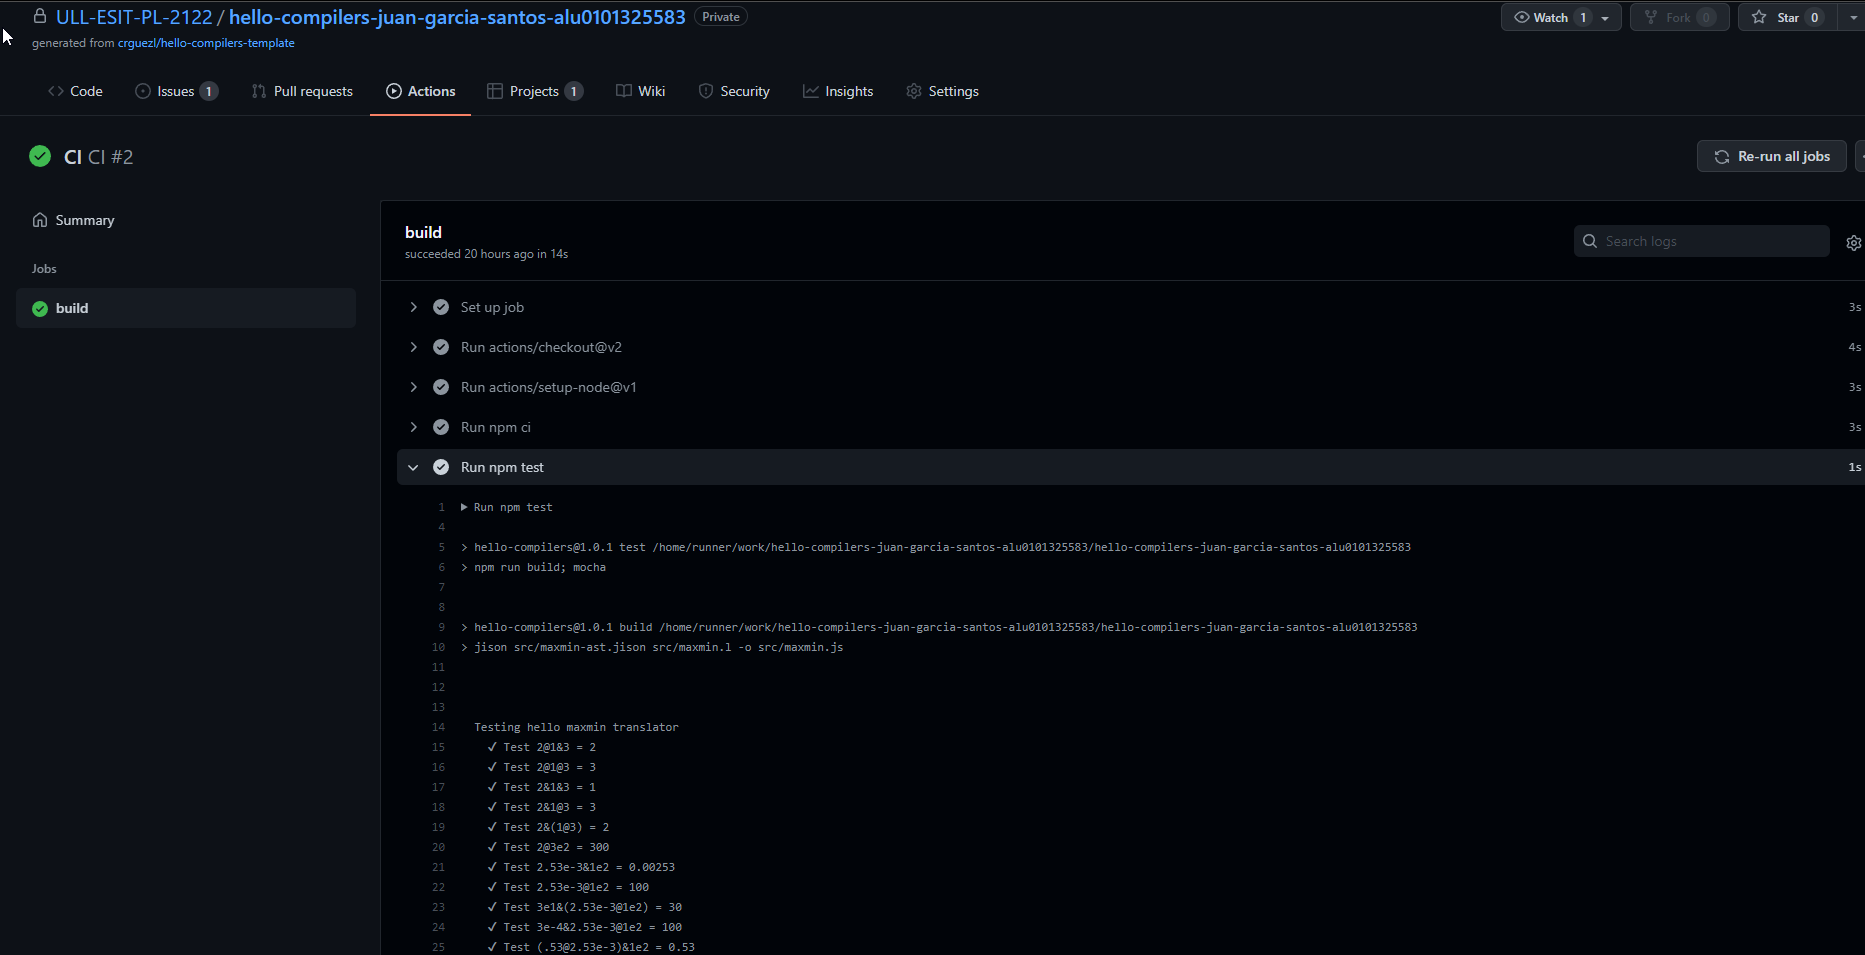 ULL-ESIT-PL-2122 / hello-compilers-juan-garcia-santos-alu0101325583 Private
Watch 1 Fork 0 Star 0
generated from crguezl/hello-compilers-template
Code Issues 1 Pull requests Actions Projects 1 Wiki Security Insights Settings
CI CI #2
Re-run all jobs
Summary
Jobs
build
build
succeeded 20 hours ago in 14s
Search logs
Set up job 3s
Run actions/checkout@v2 4s
Run actions/setup-node@v1 3s
Run npm ci 3s
Run npm test 1s
1 ▶ Run npm test
4
5 > hello-compilers@1.0.1 test /home/runner/work/hello-compilers-juan-garcia-santos-alu0101325583/hello-compilers-juan-garcia-santos-alu0101325583
6 > npm run build; mocha
7
8
9 > hello-compilers@1.0.1 build /home/runner/work/hello-compilers-juan-garcia-santos-alu0101325583/hello-compilers-juan-garcia-santos-alu0101325583
10 > jison src/maxmin-ast.jison src/maxmin.l -o src/maxmin.js
11
12
13
14 Testing hello maxmin translator
15 ✓ Test 2@1&3 = 2
16 ✓ Test 2@1@3 = 3
17 ✓ Test 2&1&3 = 1
18 ✓ Test 2&1@3 = 3
19 ✓ Test 2&(1@3) = 2
20 ✓ Test 2@3e2 = 300
21 ✓ Test 2.53e-3&1e2 = 0.00253
22 ✓ Test 2.53e-3@1e2 = 100
23 ✓ Test 3e1&(2.53e-3@1e2) = 30
24 ✓ Test 3e-4&2.53e-3@1e2 = 100
25 ✓ Test (.53@2.53e-3)&1e2 = 0.53